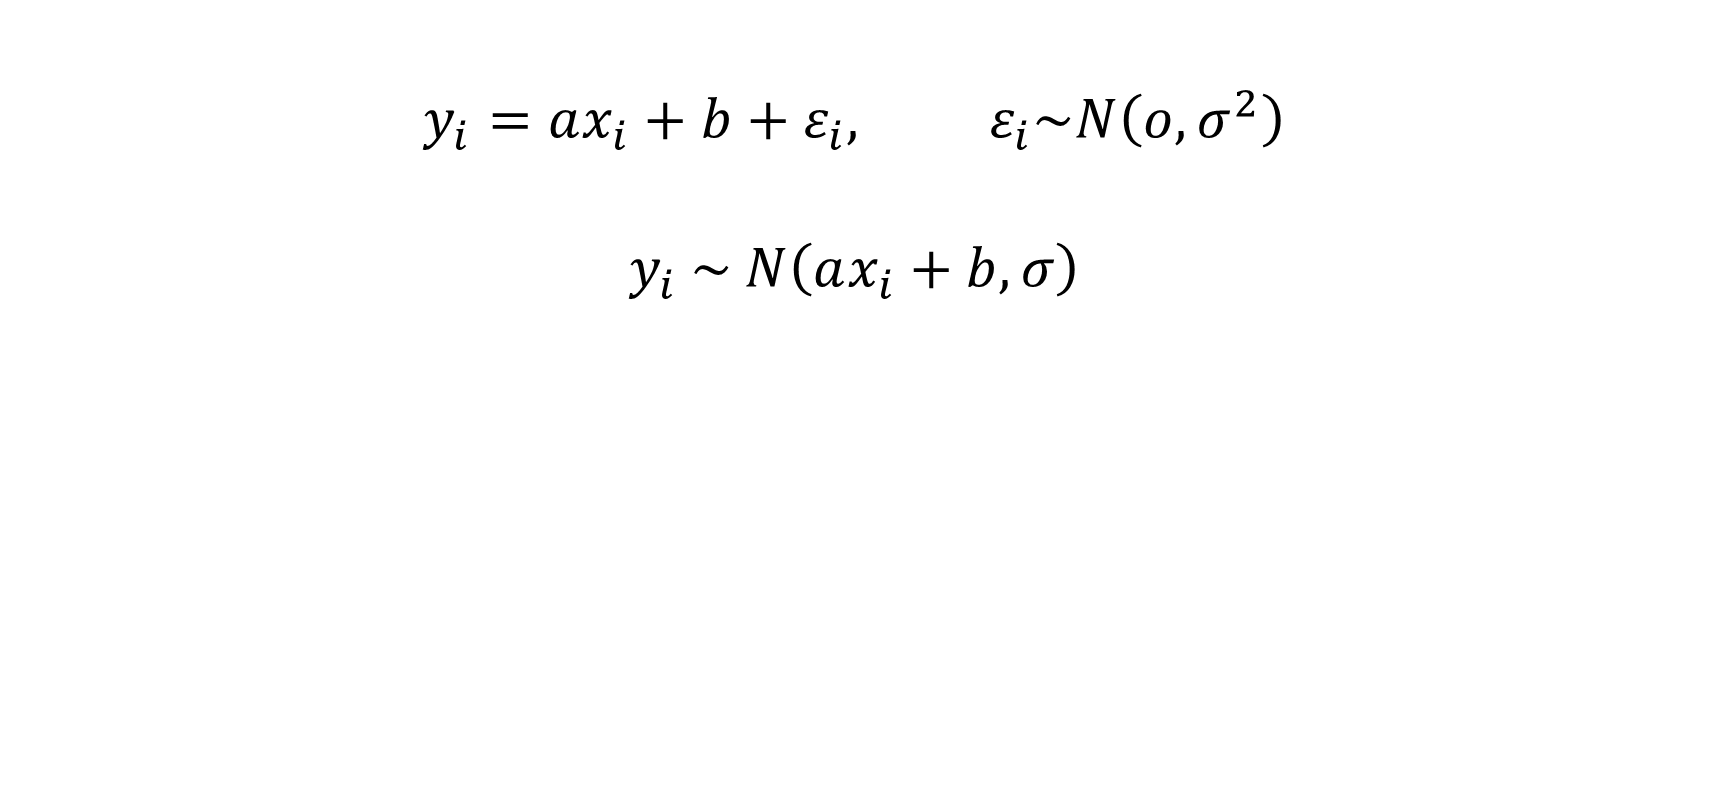 yᵢ = axᵢ + b + εᵢ, εᵢ~N(o, σ²)
yᵢ ~ N(axᵢ + b, σ)